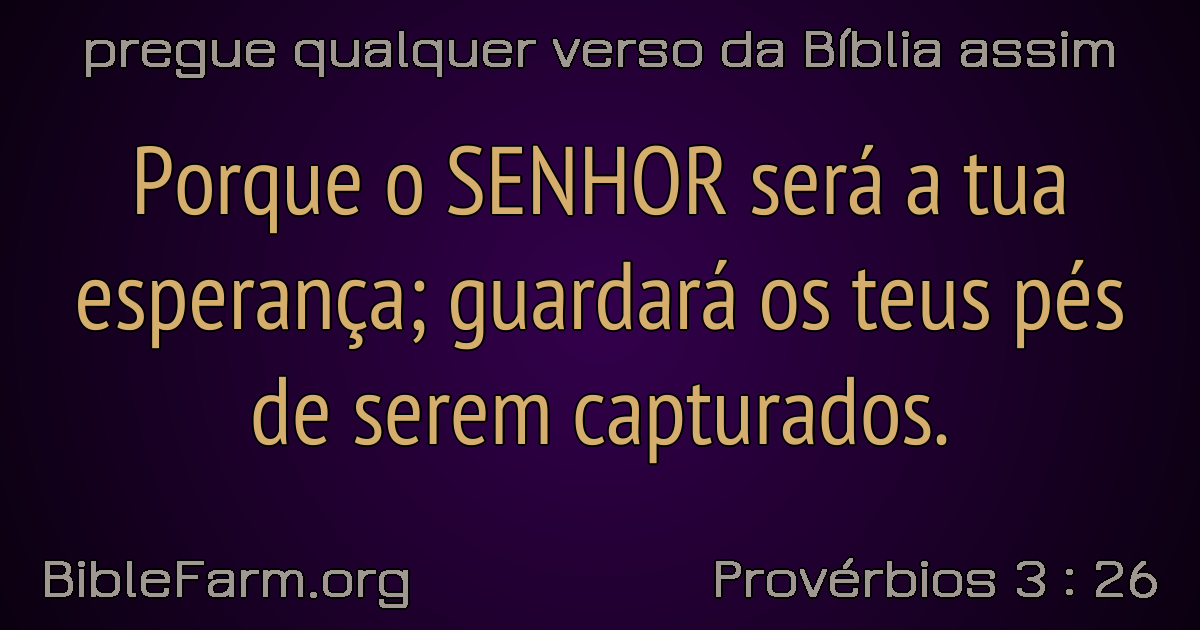 pregue qualquer verso da Bíblia assim
Porque o SENHOR será a tua
esperança; guardará os teus pés
de serem capturados.
BibleFarm.org
Provérbios 3 : 26